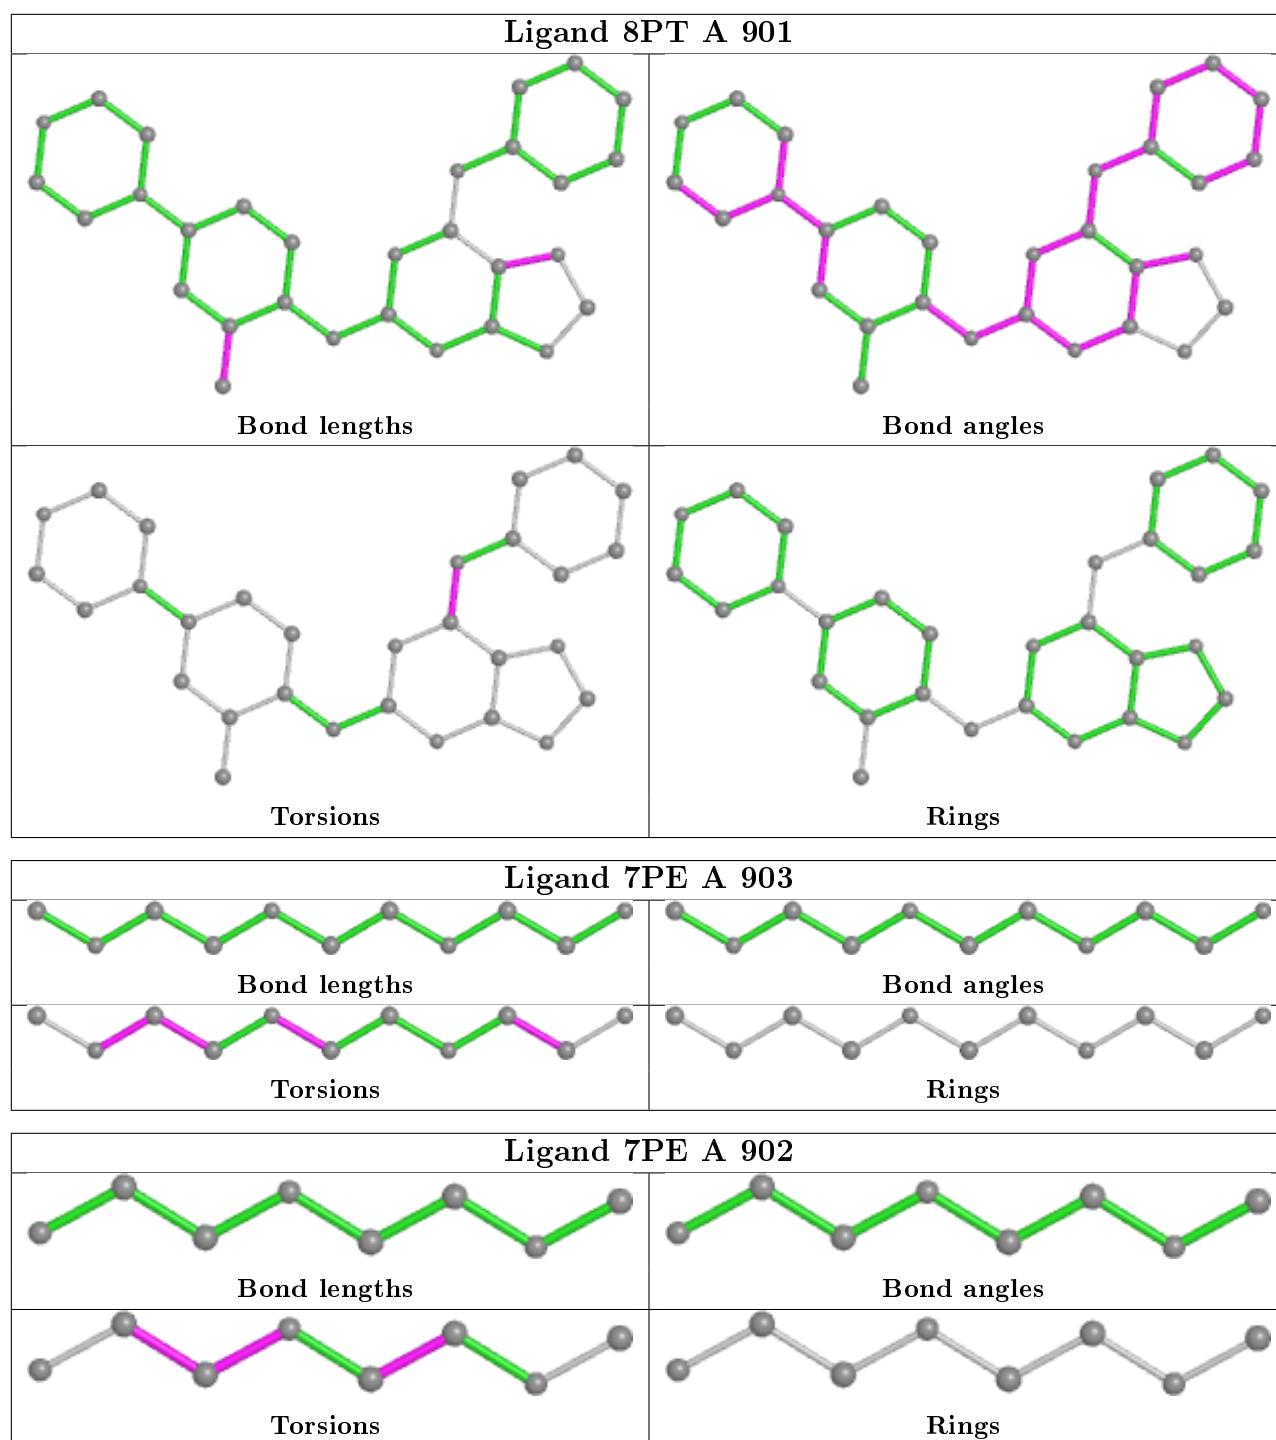 Ligand 8PT A 901
Bond lengths
Bond angles
Torsions
Rings
Ligand 7PE A 903
Bond lengths
Bond angles
Torsions
Rings
Ligand 7PE A 902
Bond lengths
Bond angles
Torsions
Rings